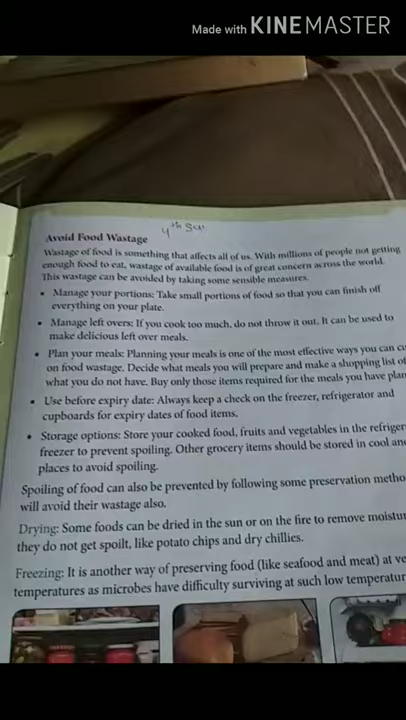 Made with KINEMASTER
Avoid Food Wastage
4th
Wastage of food is something that affects all of us. With millions of people not getting
enough food to eat, wastage of available food is of great concern across the world.
This wastage can be avoided by taking some sensible measures.
• Manage your portions: Take small portions of food so that you can finish off
everything on your plate.
• Manage left overs: If you cook too much, do not throw it out. It can be used to
make delicious left over meals.
• Plan your meals: Planning your meals is one of the most effective ways you can
on food wastage. Decide what meals you will prepare and make a shopping list of
what you do not have. Buy only those items required for the meals you have
• Use before expiry date: Always keep a check on the freezer, refrigerator and
cupboards for expiry dates of food items.
• Storage options: Store your cooked food, fruits and vegetables in the
freezer to prevent spoiling. Other grocery items should be stored in cool
places to avoid spoiling.
Spoiling of food can also be prevented by following some preservation
will avoid their wastage also.
Drying: Some foods can be dried in the sun or on the fire to remove
they do not get spoilt, like potato chips and dry chillies.
Freezing: It is another way of preserving food (like seafood and meat) at
temperatures as microbes have difficulty surviving at such low